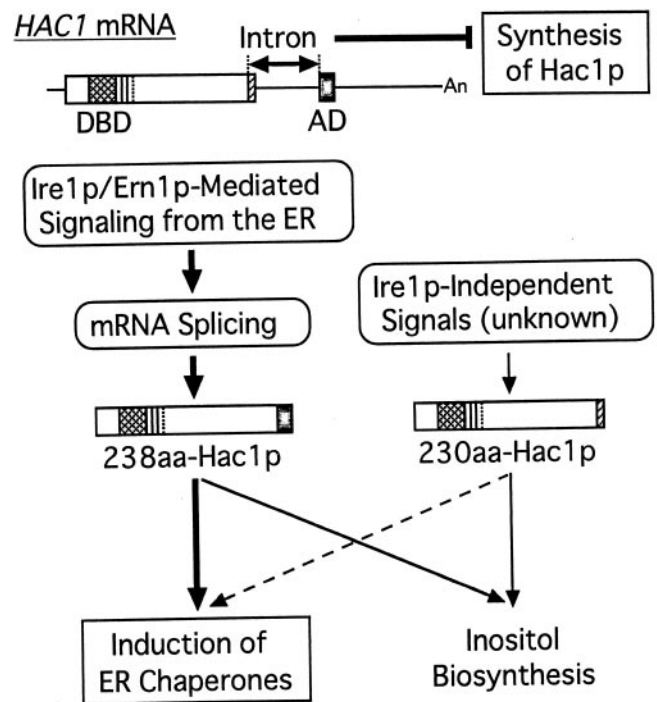 HAC1 mRNA
Intron
Synthesis
of Hac1p
An
DBD
AD
Ire1p/Ern1p-Mediated
Signaling from the ER
mRNA Splicing
Ire1p-Independent
Signals (unknown)
238aa-Hac1p
230aa-Hac1p
Induction of
ER Chaperones
Inositol
Biosynthesis